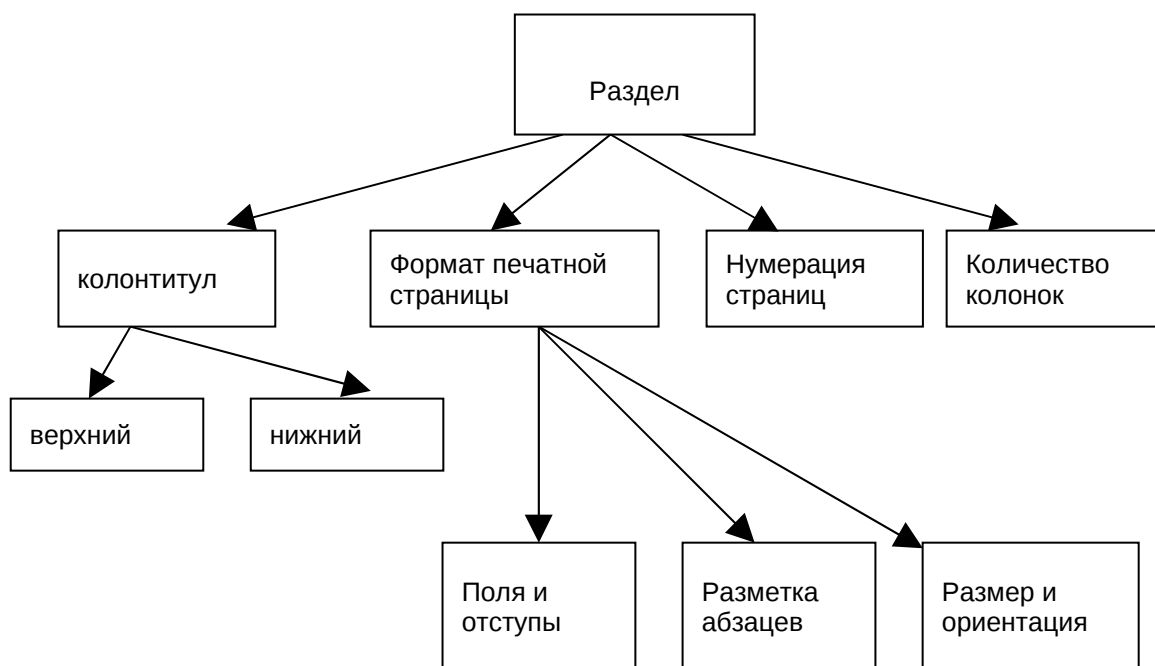 Раздел
колонтитул
Формат печатной
страницы
Нумерация
страниц
Количество
колонок
верхний
нижний
Поля и
отступы
Разметка
абзацев
Размер и
ориентация